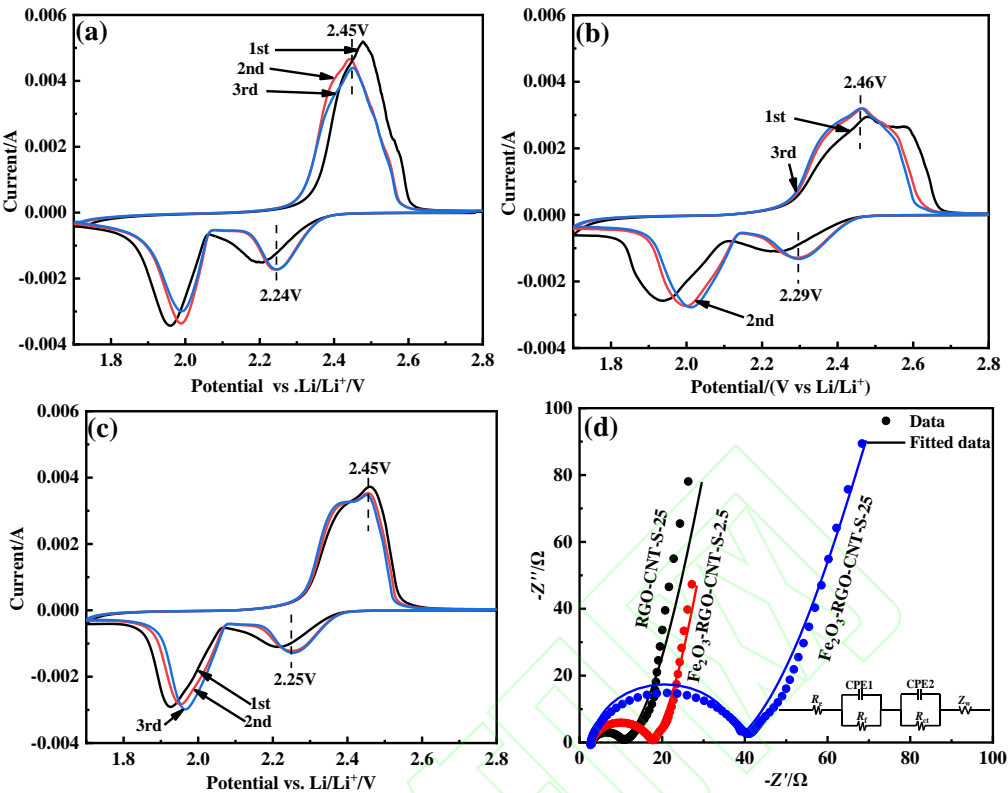 (a)
2.45V
1st
2nd
3rd
2.24V
Current/A
0.006
0.004
0.002
0.000
-0.002
-0.004
1.8 2.0 2.2 2.4 2.6 2.8
Potential vs .Li/Li⁺/V
(b)
2.46V
1st
3rd
2.29V
2nd
Current/A
0.006
0.004
0.002
0.000
-0.002
-0.004
1.8 2.0 2.2 2.4 2.6 2.8
Potential/(V vs Li/Li⁺)
(c)
2.45V
2.25V
1st
3rd
2nd
Current/A
0.006
0.004
0.002
0.000
-0.002
-0.004
1.8 2.0 2.2 2.4 2.6 2.8
Potential vs. Li/Li⁺/V
(d)
Data
Fitted data
RGO-CNT-S-25
Fe₂O₃-RGO-CNT-S-2.5
Fe₂O₃-RGO-CNT-S-25
CPE1 CPE2
Rₑ Rf Rct Zw
-Z''/Ω
100
80
60
40
20
0
0 20 40 60 80 100
-Z'/Ω